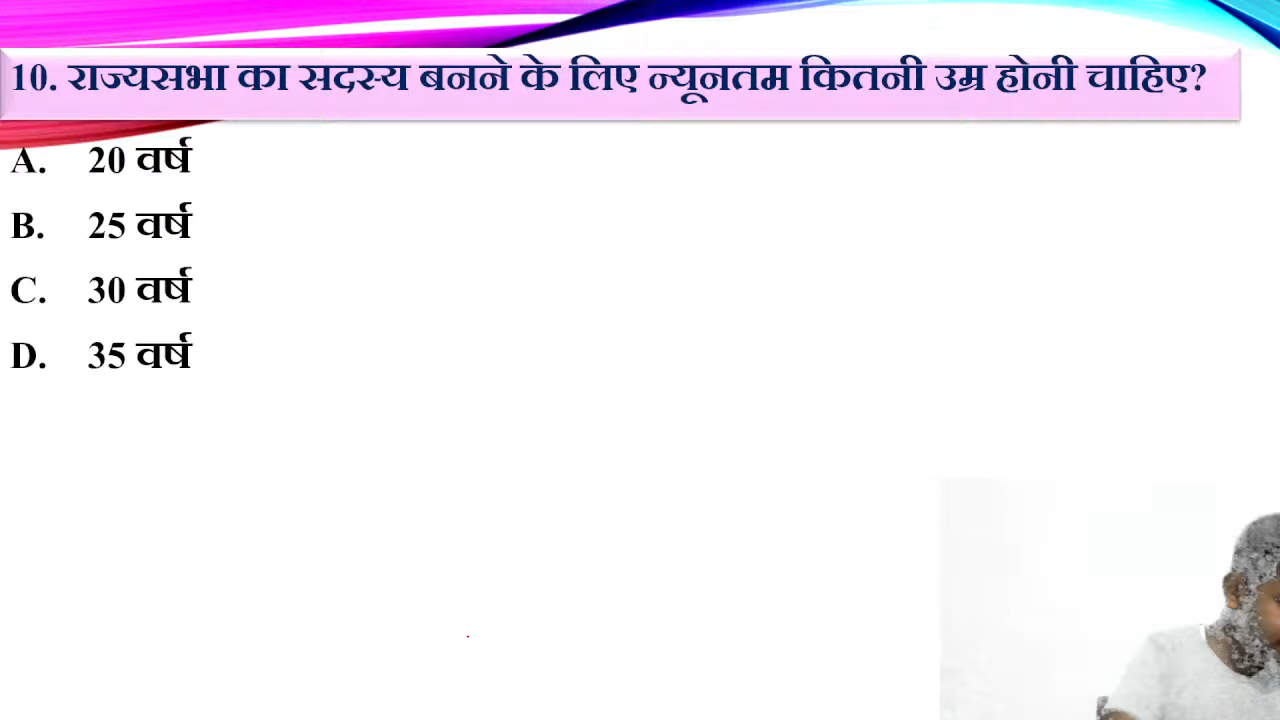 10. राज्यसभा का सदस्य बनने के लिए न्यूनतम कितनी उम्र होनी चाहिए?
A. 20 वर्ष
B. 25 वर्ष
C. 30 वर्ष
D. 35 वर्ष